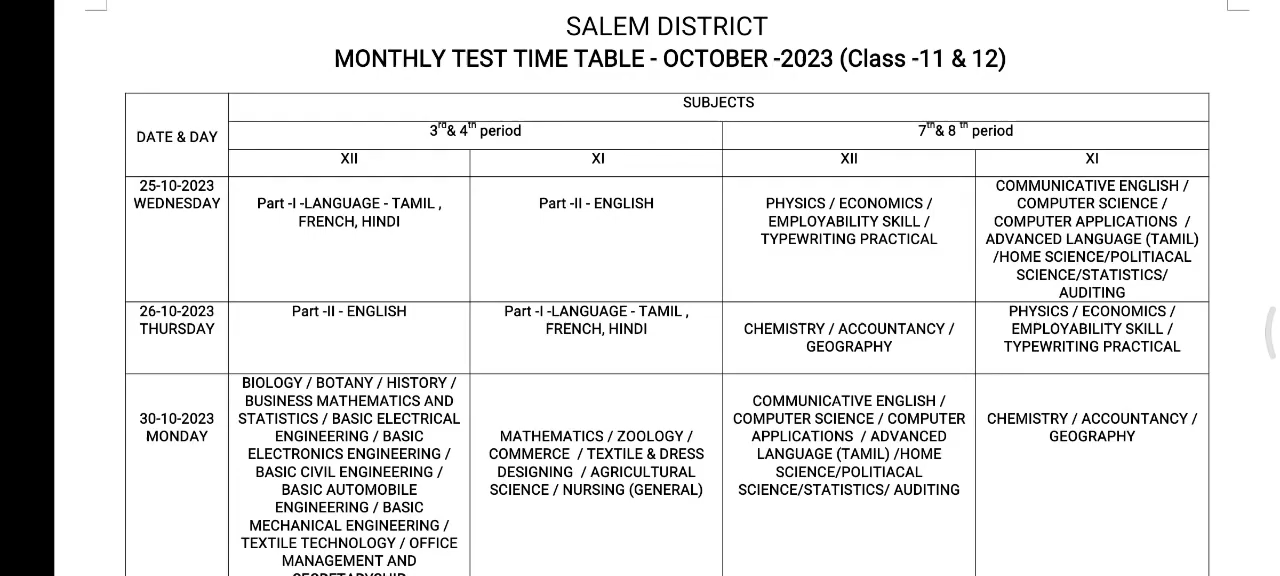 SALEM DISTRICT
MONTHLY TEST TIME TABLE - OCTOBER -2023 (Class -11 & 12)
DATE & DAY
SUBJECTS
3rd& 4th period
7th& 8 th period
XII
XI
XII
XI
25-10-2023
WEDNESDAY
Part -I -LANGUAGE - TAMIL ,
FRENCH, HINDI
Part -II - ENGLISH
PHYSICS / ECONOMICS /
EMPLOYABILITY SKILL /
TYPEWRITING PRACTICAL
COMMUNICATIVE ENGLISH /
COMPUTER SCIENCE /
COMPUTER APPLICATIONS /
ADVANCED LANGUAGE (TAMIL)
/HOME SCIENCE/POLITIACAL
SCIENCE/STATISTICS/
AUDITING
26-10-2023
THURSDAY
Part -II - ENGLISH
Part -I -LANGUAGE - TAMIL ,
FRENCH, HINDI
CHEMISTRY / ACCOUNTANCY /
GEOGRAPHY
PHYSICS / ECONOMICS /
EMPLOYABILITY SKILL /
TYPEWRITING PRACTICAL
30-10-2023
MONDAY
BIOLOGY / BOTANY / HISTORY /
BUSINESS MATHEMATICS AND
STATISTICS / BASIC ELECTRICAL
ENGINEERING / BASIC
ELECTRONICS ENGINEERING /
BASIC CIVIL ENGINEERING /
BASIC AUTOMOBILE
ENGINEERING / BASIC
MECHANICAL ENGINEERING /
TEXTILE TECHNOLOGY / OFFICE
MANAGEMENT AND
MATHEMATICS / ZOOLOGY /
COMMERCE / TEXTILE & DRESS
DESIGNING / AGRICULTURAL
SCIENCE / NURSING (GENERAL)
COMMUNICATIVE ENGLISH /
COMPUTER SCIENCE / COMPUTER
APPLICATIONS / ADVANCED
LANGUAGE (TAMIL) /HOME
SCIENCE/POLITIACAL
SCIENCE/STATISTICS/ AUDITING
CHEMISTRY / ACCOUNTANCY /
GEOGRAPHY